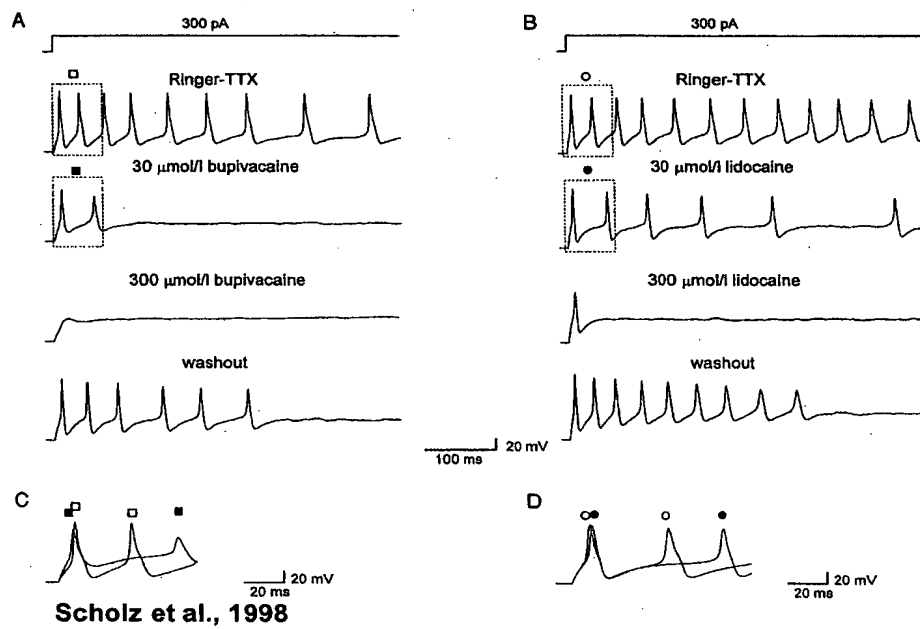 A
300 pA
Ringer-TTX
30 μmol/l bupivacaine
300 μmol/l bupivacaine
washout
B
300 pA
Ringer-TTX
30 μmol/l lidocaine
300 μmol/l lidocaine
washout
20 mV
100 ms
C
20 mV
20 ms
D
20 mV
20 ms
Scholz et al., 1998